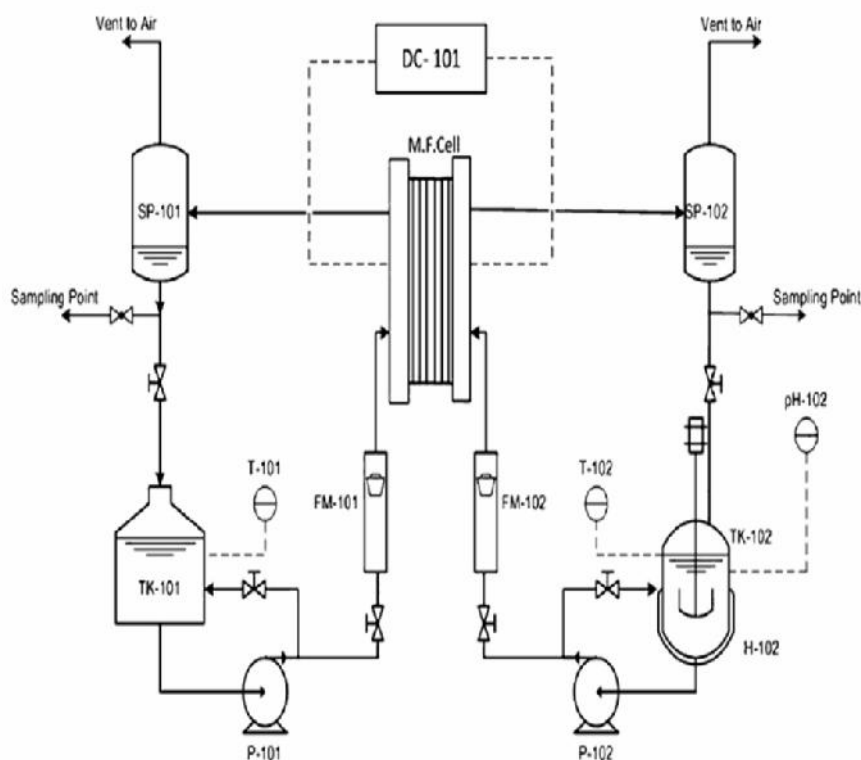 Vent to Air
Vent to Air
DC- 101
M.F.Cell
SP-101
SP-102
Sampling Point
Sampling Point
pH-102
T-101
T-102
FM-101
FM-102
TK-102
TK-101
H-102
P-101
P-102